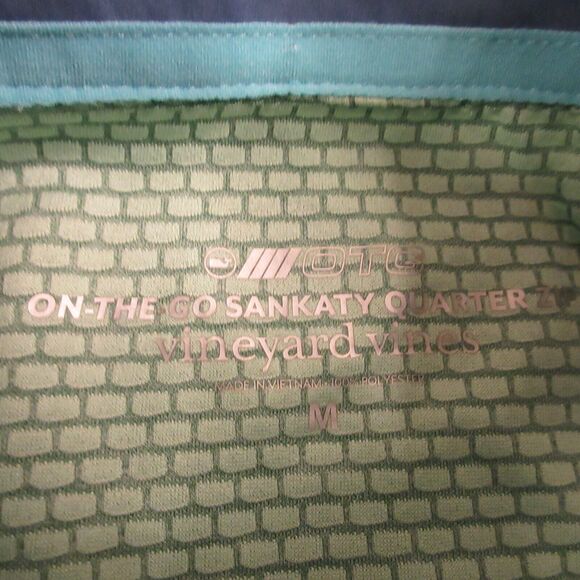 OTG
ON-THE-GO SANKATY QUARTER
vineyard vines
MADE IN VIETNAM 100% POLYESTER
M